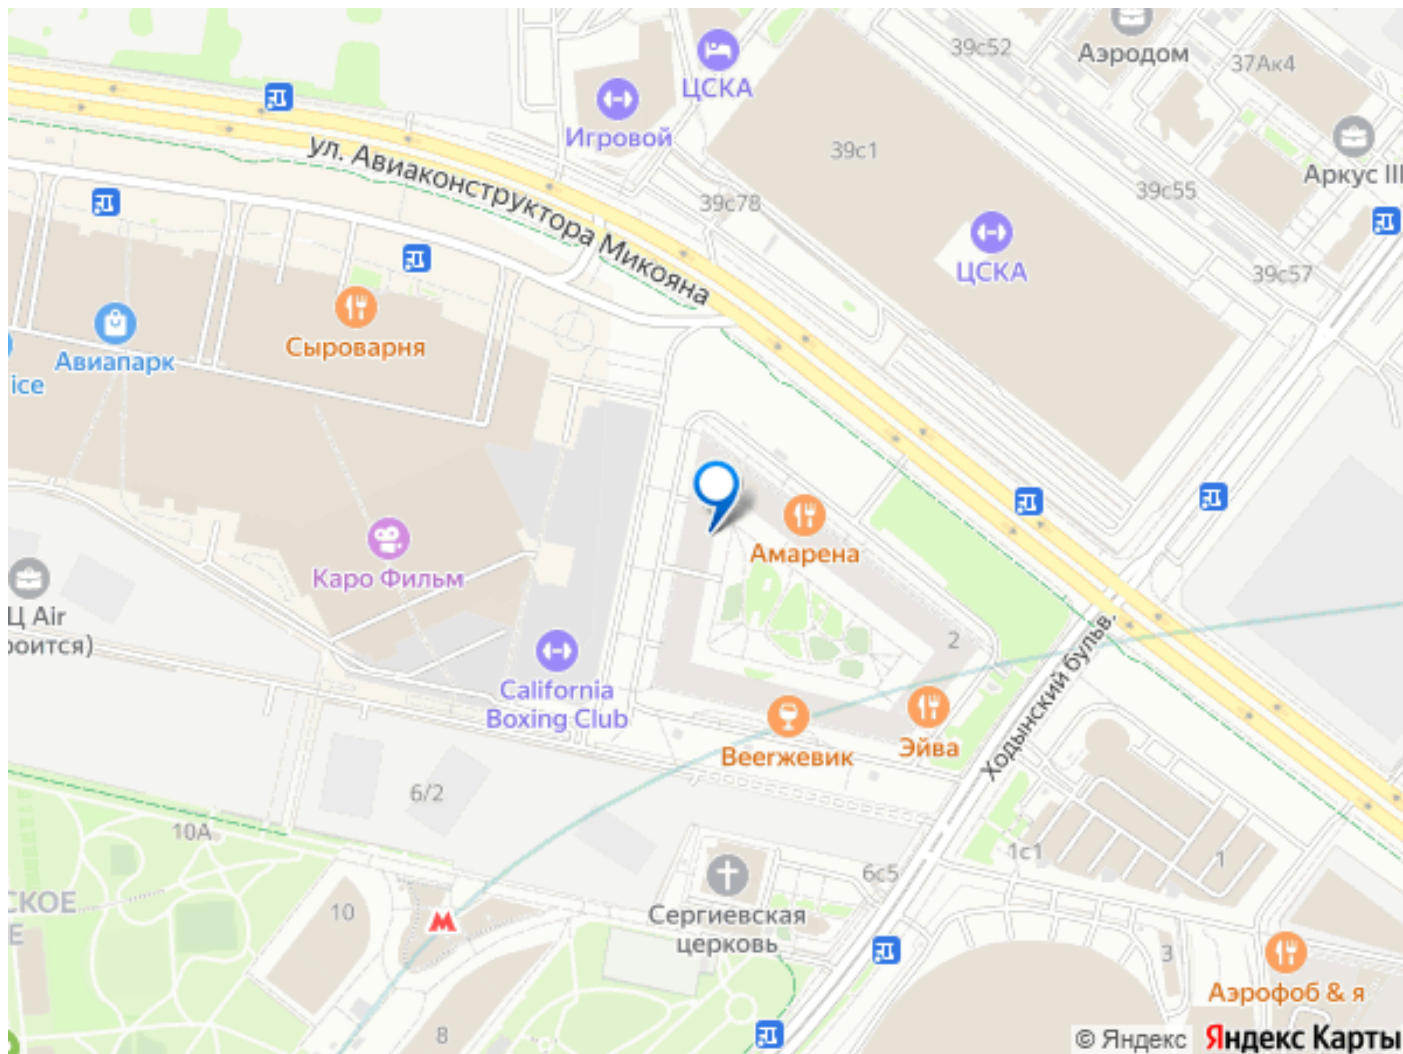 39с52
Аэродом
37Ак4
ЦСКА
Игровой
39с1
Аркус III
ул. Авиаконструктора Микояна
39с78
39с55
ЦСКА
39с57
Сыроварня
Авиапарк
ice
Амарена
Каро Фильм
Ц Air
роится)
2
California
Boxing Club
Веегжевик
Эйва
Ходынский бульв.
6/2
10А
1с1
1
6с5
СКОЕ
Е
10
Сергиевская
церковь
3
Аэрофоб & я
8
© Яндекс Яндекс Карты